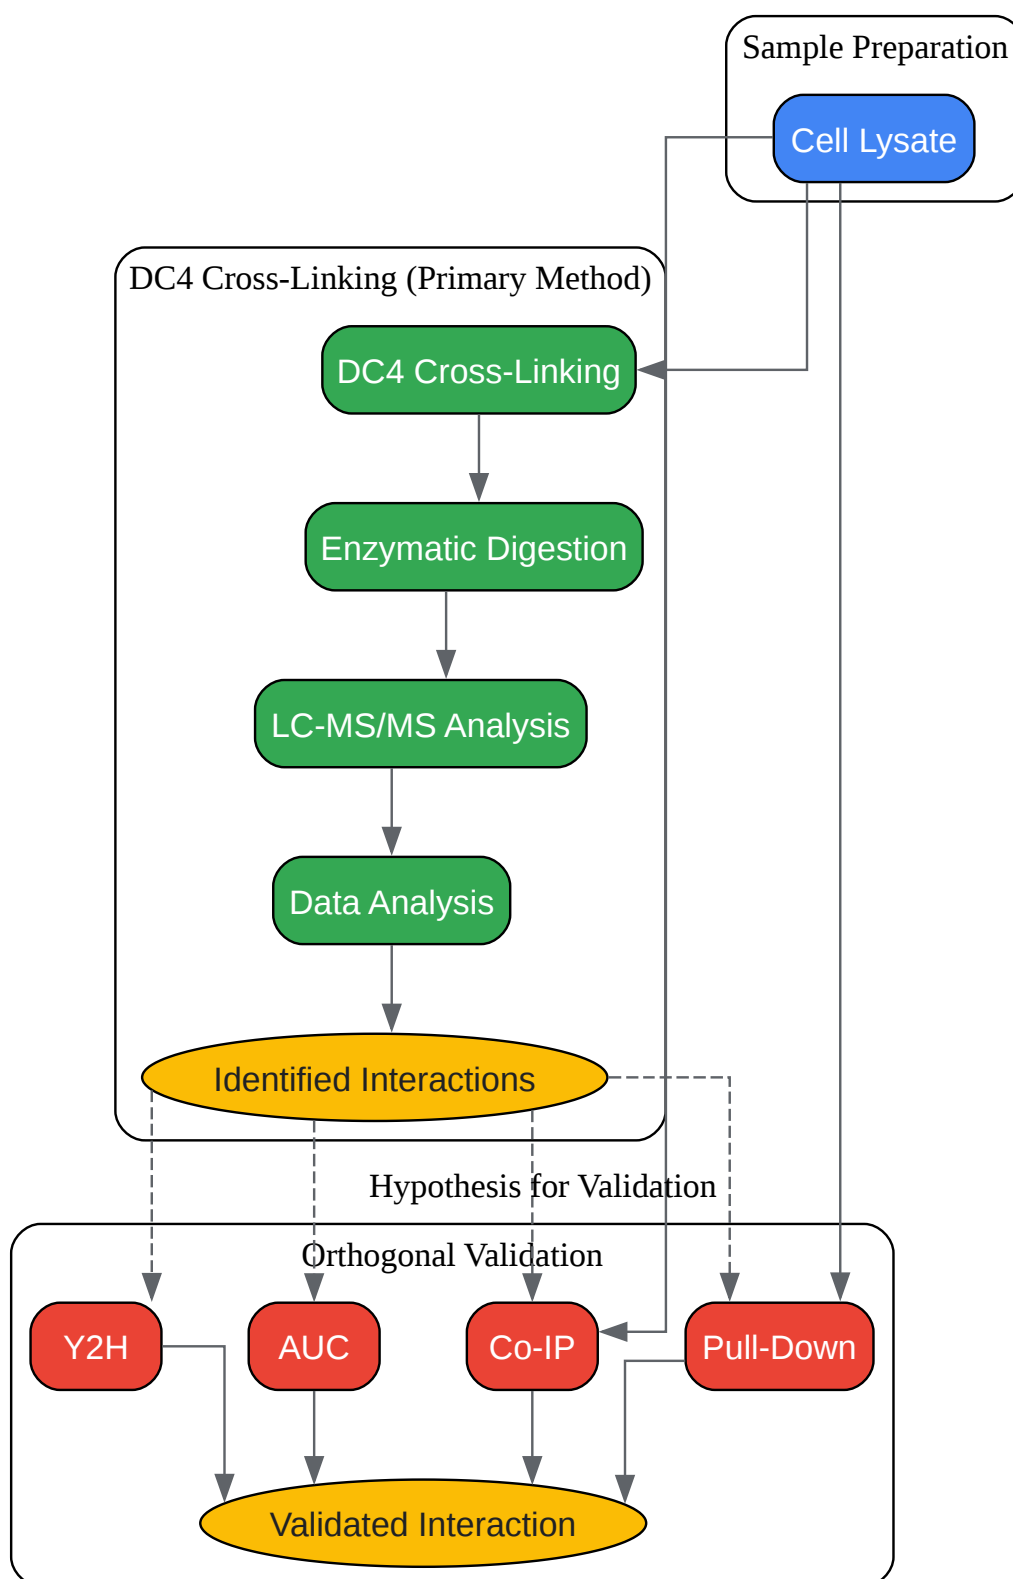 Sample Preparation
Cell Lysate
DC4 Cross-Linking (Primary Method)
DC4 Cross-Linking
Enzymatic Digestion
LC-MS/MS Analysis
Data Analysis
Identified Interactions
Hypothesis for Validation
Orthogonal Validation
Y2H
AUC
Co-IP
Pull-Down
Validated Interaction